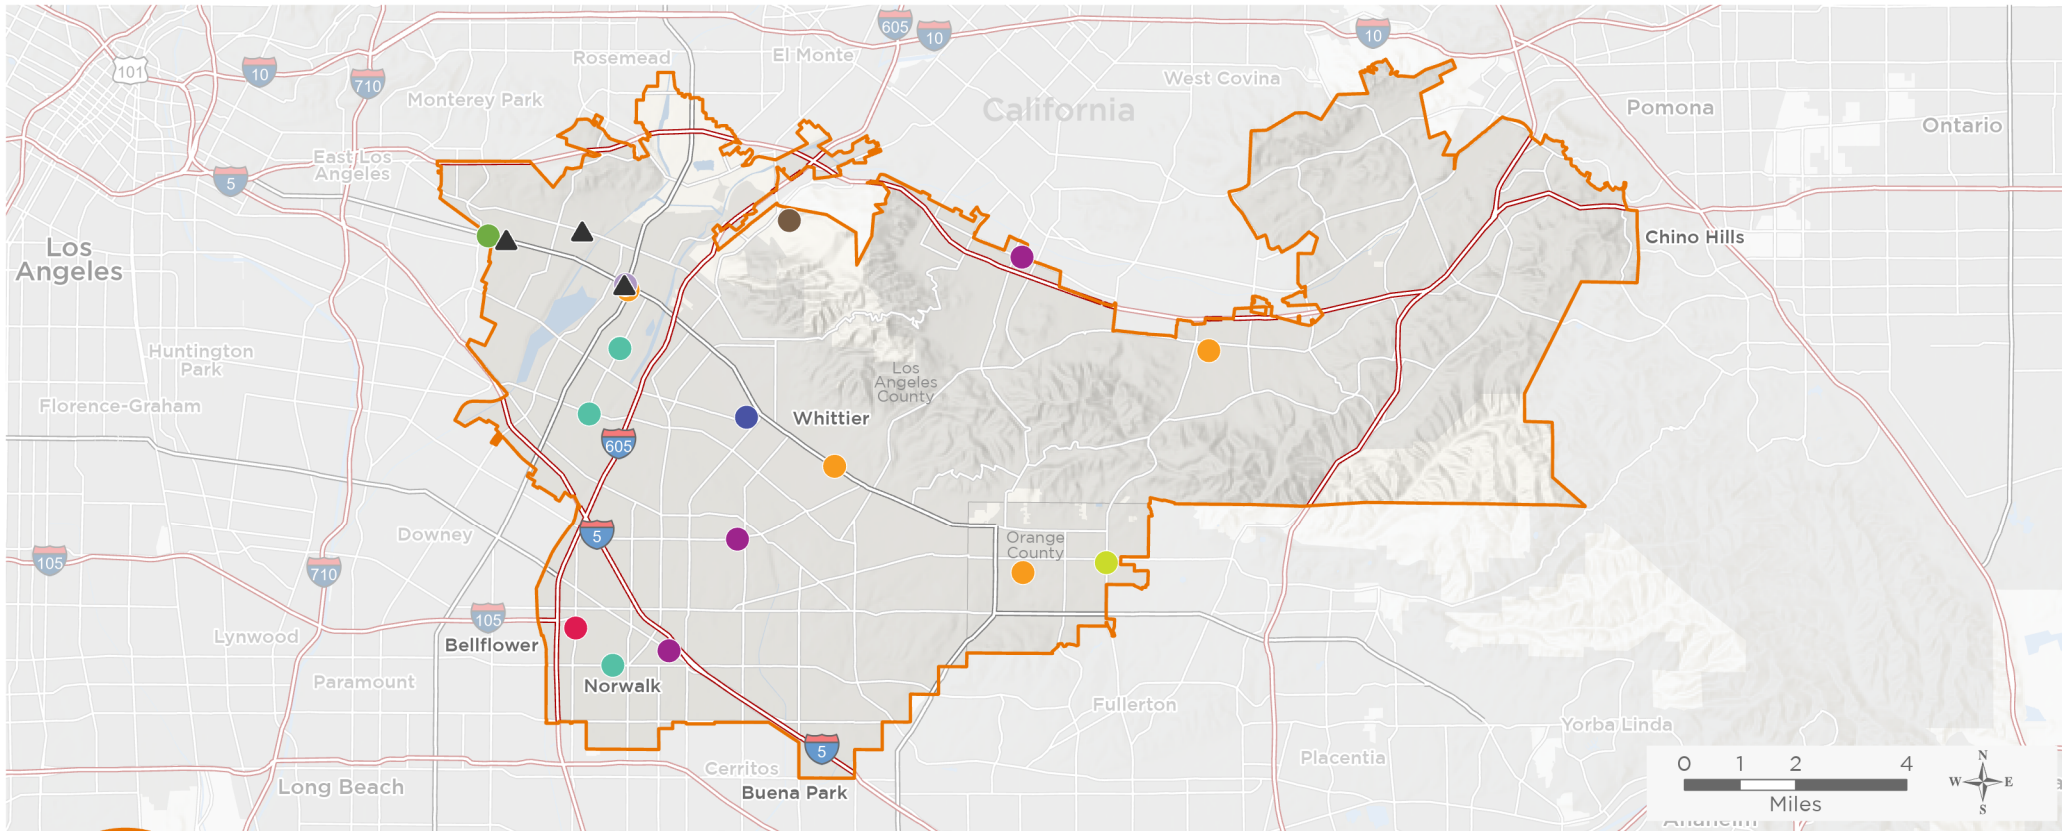 605
10
10
Rosemead
El Monte
101
10
710
West Covina
Monterey Park
California
Pomona
Ontario
East Los
Angeles
5
Los
Angeles
Chino Hills
Huntington
Park
Los
Angeles
County
Florence-Graham
Whittier
605
Downey
5
Orange
County
105
710
105
Lynwood
Bellflower
Paramount
Norwalk
Fullerton
Yorba Linda
5
Placentia
Cerritos
Long Beach
Buena Park
0 1 2 4
Miles
N
W E
S
Anaheim